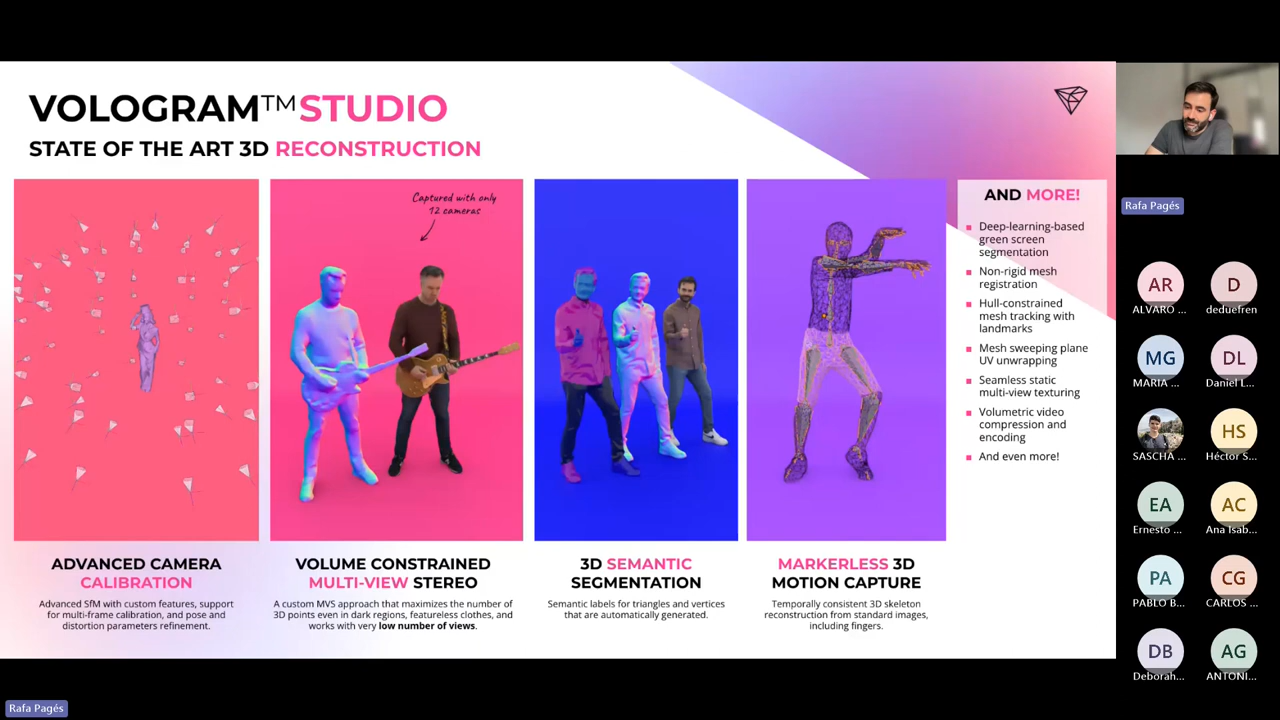 VOLOGRAM™STUDIO
STATE OF THE ART 3D RECONSTRUCTION
Captured with only
12 cameras
ADVANCED CAMERA
CALIBRATION
Advanced SfM with custom features, support
for multi-frame calibration, and pose and
distortion parameters refinement.
VOLUME CONSTRAINED
MULTI-VIEW STEREO
A custom MVS approach that maximizes the number of
3D points even in dark regions, featureless clothes, and
works with very low number of views.
3D SEMANTIC
SEGMENTATION
Semantic labels for triangles and vertices
that are automatically generated.
MARKERLESS 3D
MOTION CAPTURE
Temporally consistent 3D skeleton
reconstruction from standard images,
including fingers.
AND MORE!
Deep-learning-based
green screen
segmentation
Non-rigid mesh
registration
Hull-constrained
mesh tracking with
landmarks
Mesh sweeping plane
UV unwrapping
Seamless static
multi-view texturing
Volumetric video
compression and
encoding
And even more!
Rafa Pagés
AR
ALVARO ...
D
deduefren
MG
MARIA ...
DL
Daniel L...
SASCHA ...
HS
Héctor S...
EA
Ernesto ...
AC
Ana Isab...
PA
PABLO B...
CG
CARLOS ...
DB
Deborah...
AG
ANTONI...
Rafa Pagés